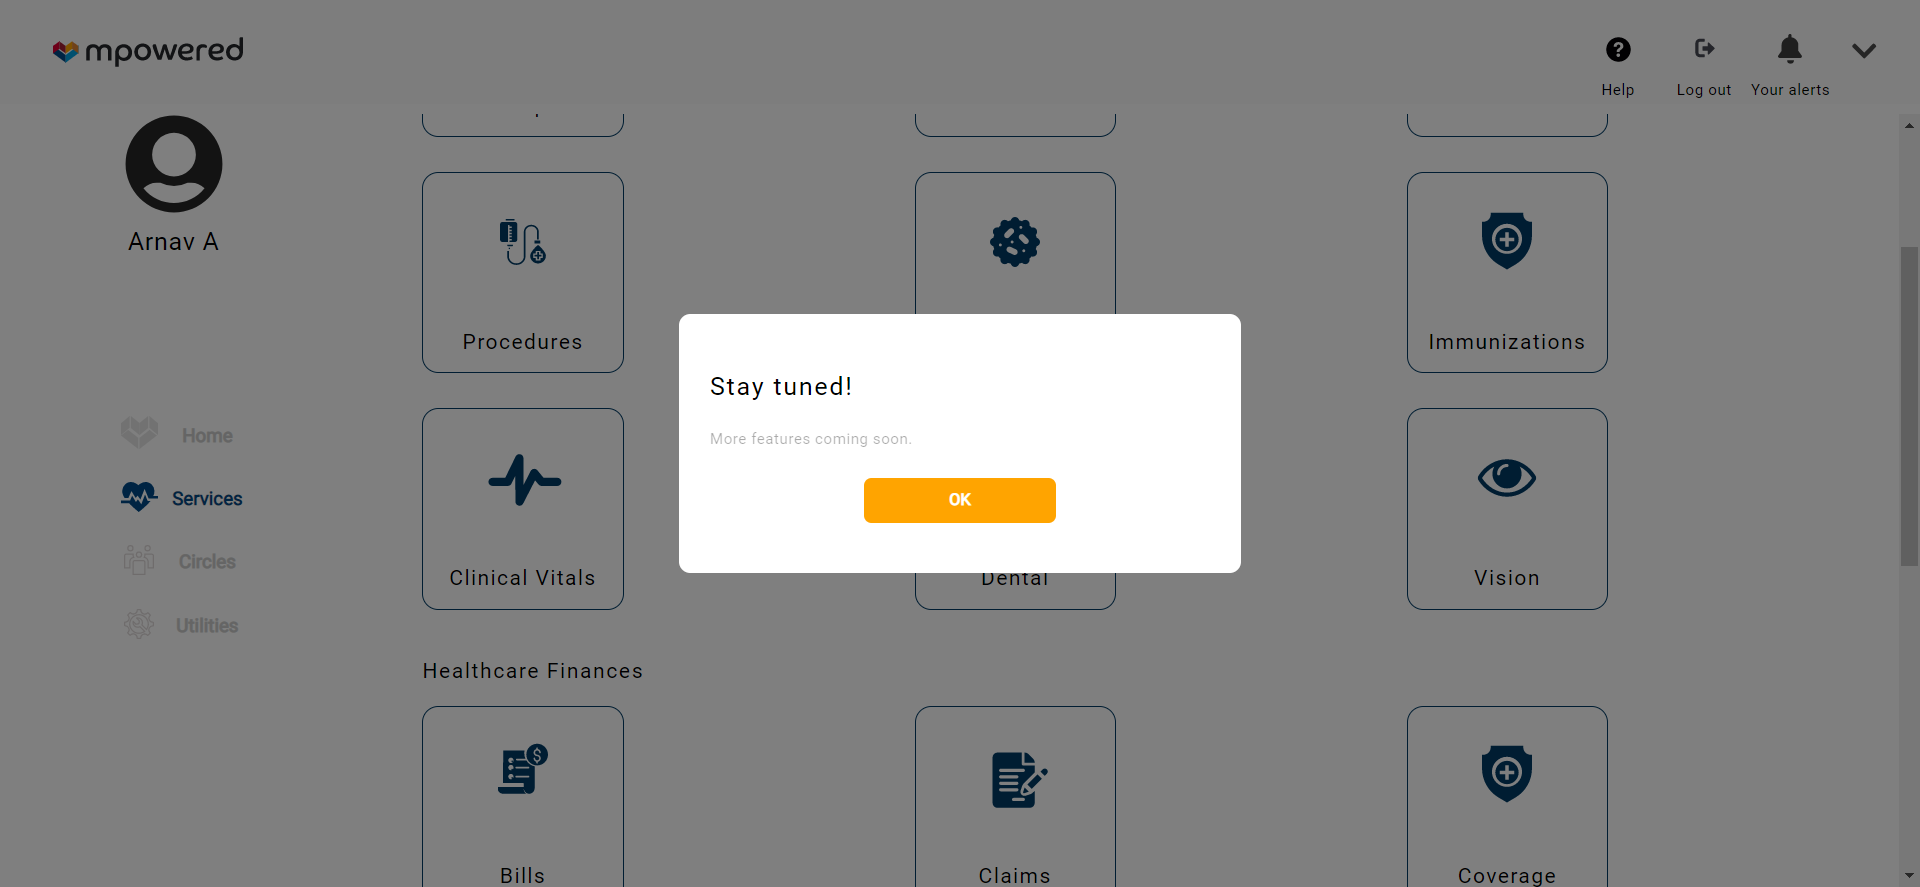 mpowered
Help
Log out
Your alerts
Arnav A
Home
Services
Circles
Utilities
Procedures
Immunizations
Stay tuned!
More features coming soon.
OK
Clinical Vitals
Dental
Vision
Healthcare Finances
Bills
Claims
Coverage